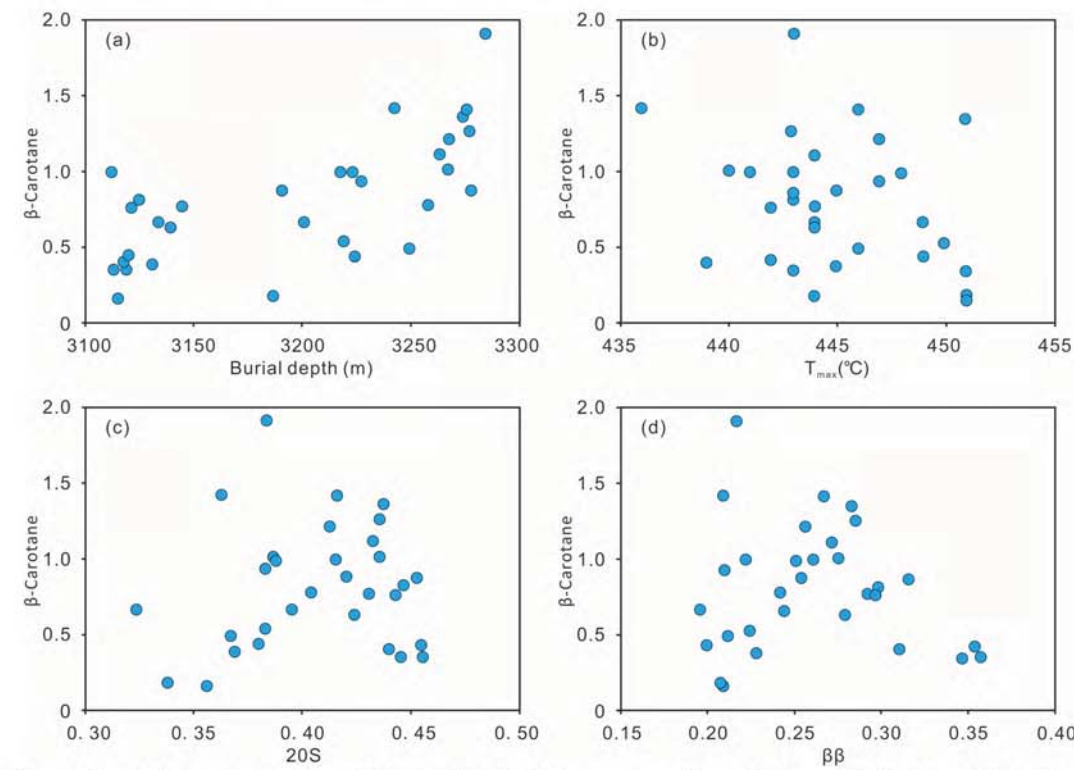 2.0
(a)
1.5
1.0
0.5
0
β-Carotane
3100 3150 3200 3250 3300
Burial depth (m)
2.0
(b)
1.5
1.0
0.5
0
β-Carotane
435 440 445 450 455
Tmax(℃)
2.0
(c)
1.5
1.0
0.5
0
β-Carotane
0. 30 0. 35 0. 40 0. 45 0. 50
20S
2.0
(d)
1.5
1.0
0.5
0
β-Carotane
0.15 0.20 0.25 0.30 0.35 0.40
ββ